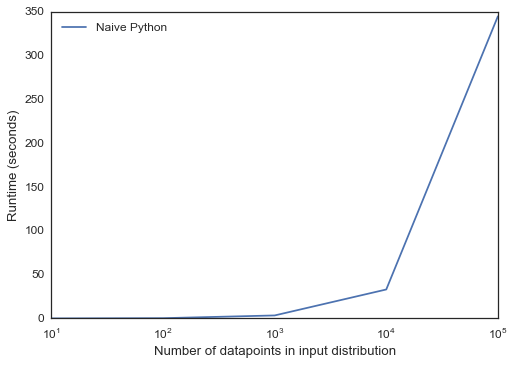 350
Naive Python
300
250
200
150
100
50
0
Runtime (seconds)
10¹ 10² 10³ 10⁴ 10⁵
Number of datapoints in input distribution